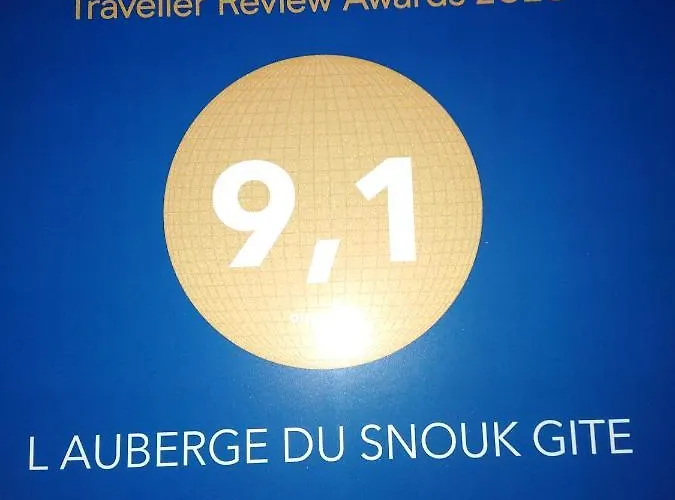 Traveller Review Awards
9,1
L AUBERGE DU SNOUK GITE